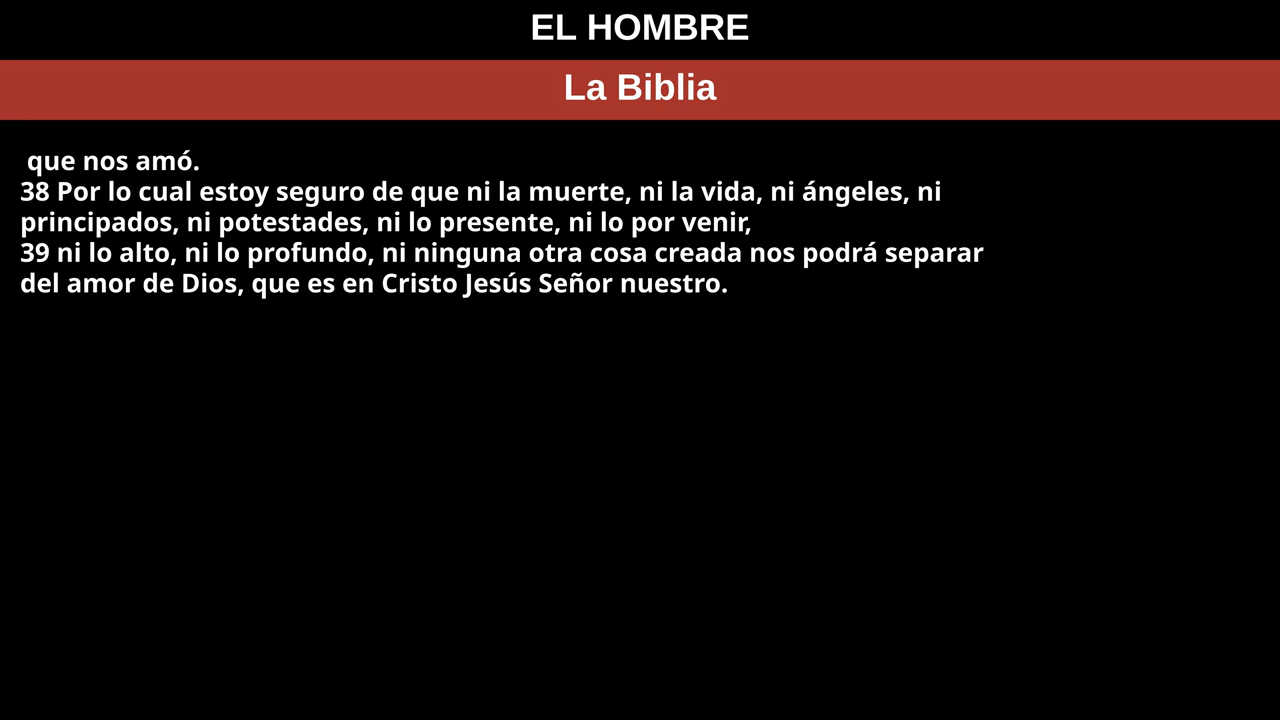 EL HOMBRE
La Biblia
que nos amó.
38 Por lo cual estoy seguro de que ni la muerte, ni la vida, ni ángeles, ni
principados, ni potestades, ni lo presente, ni lo por venir,
39 ni lo alto, ni lo profundo, ni ninguna otra cosa creada nos podrá separar
del amor de Dios, que es en Cristo Jesús Señor nuestro.